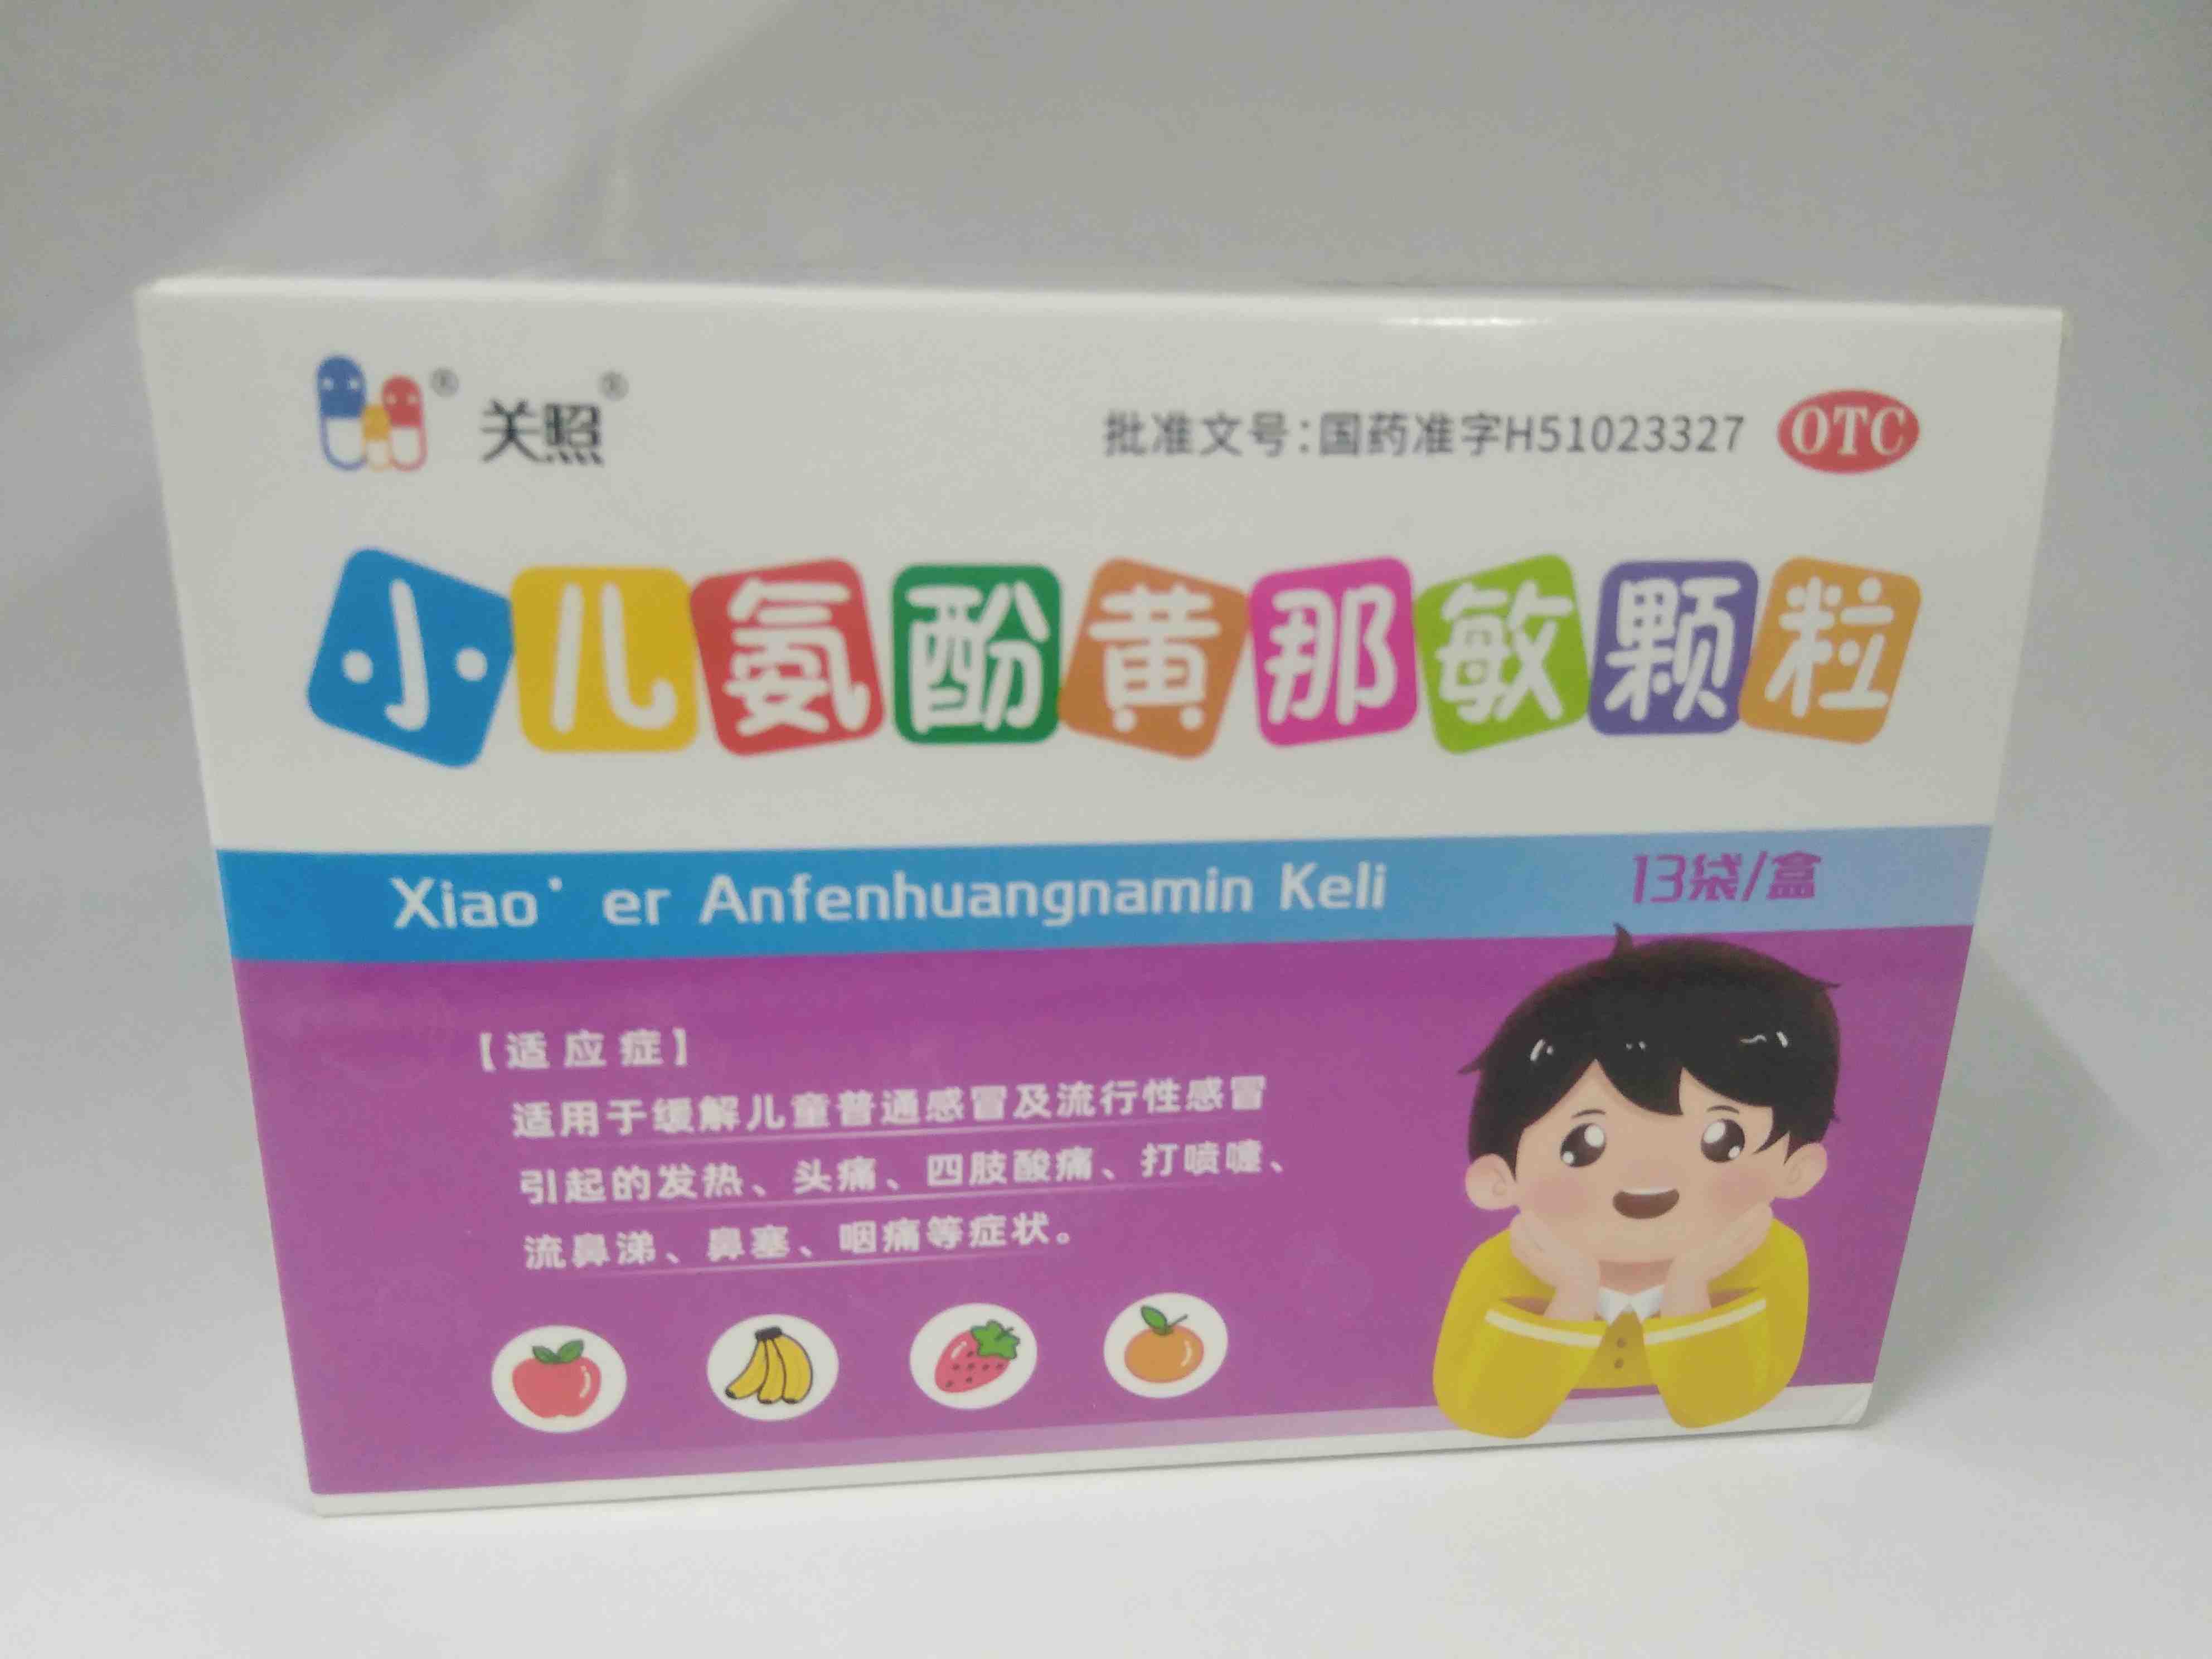 关照
批准文号:国药准字H51023327 OTC
小儿氨酚黄那敏颗粒
Xiao' er Anfenhuangnamin Keli
13袋/盒
【适应症】
适用于缓解儿童普通感冒及流行性感冒
引起的发热、头痛、四肢酸痛、打喷嚏、
流鼻涕、鼻塞、咽痛等症状。